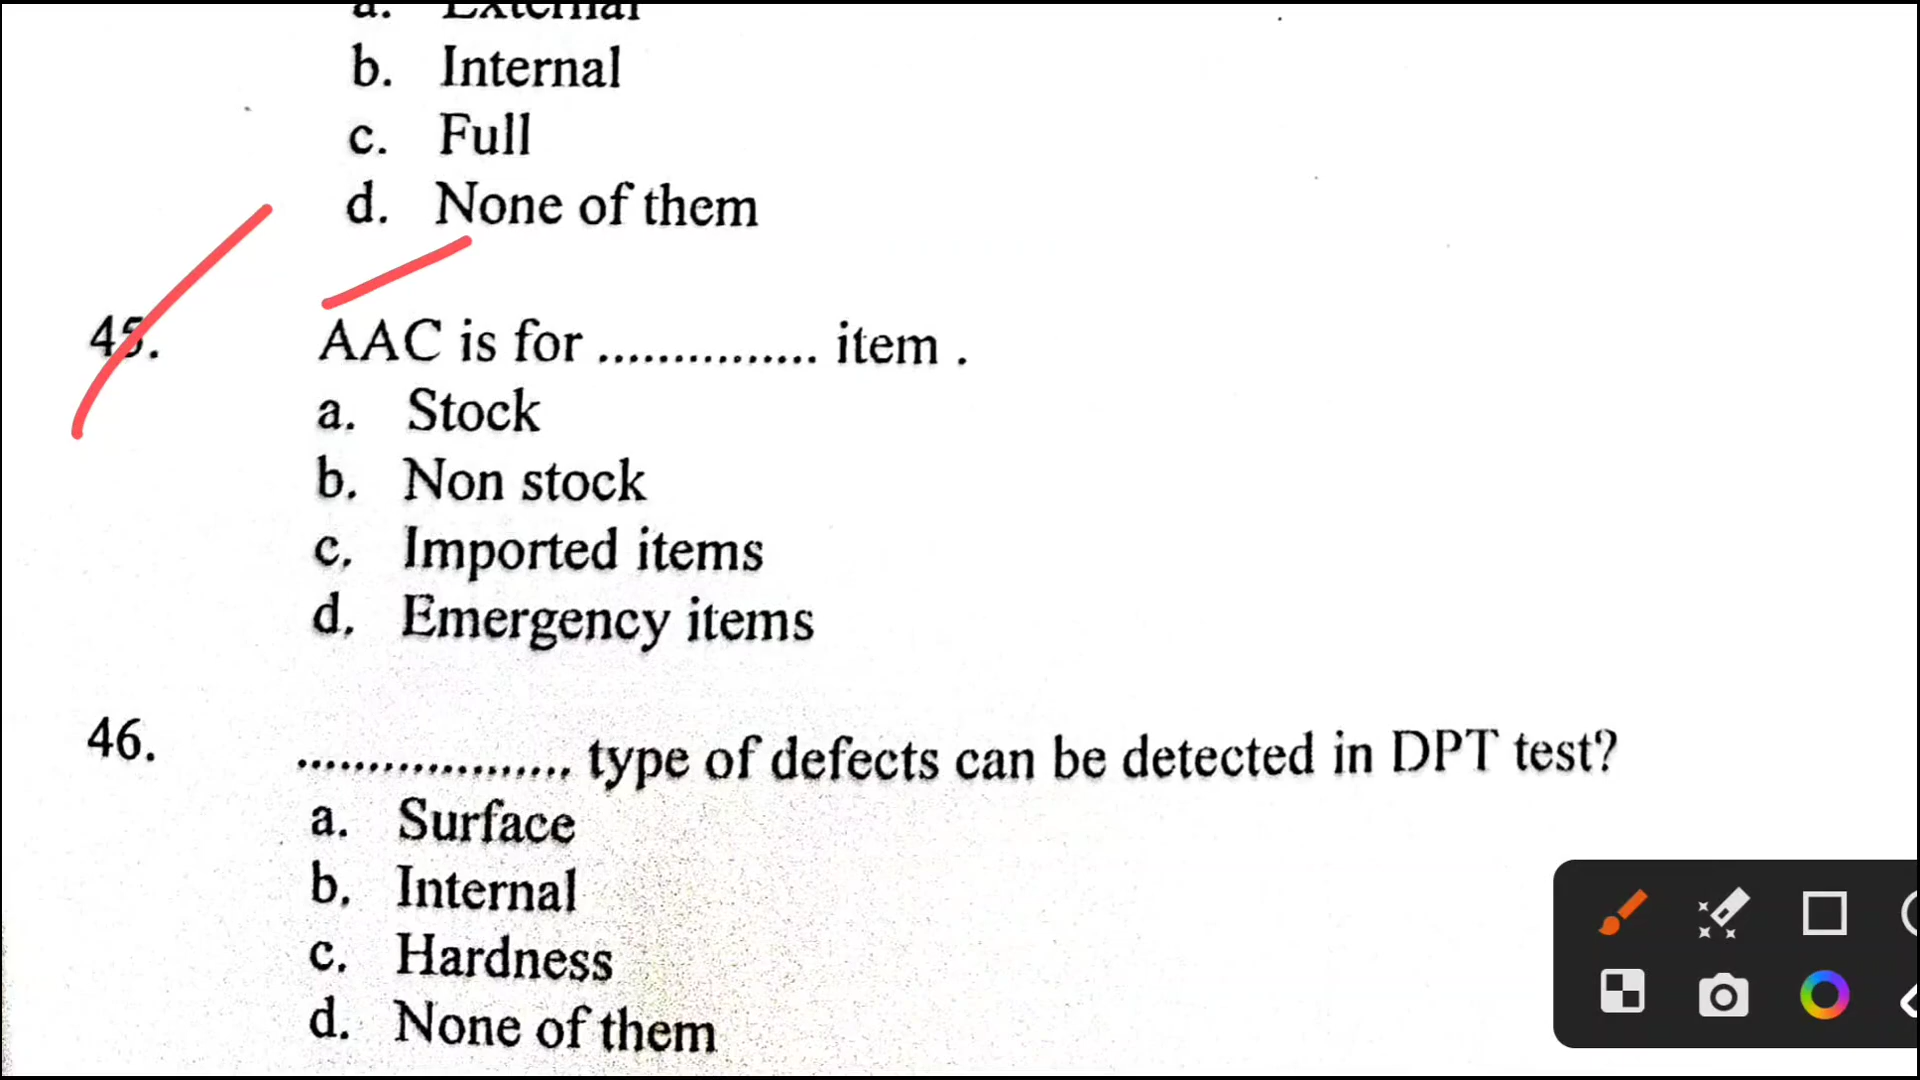 a. External
b. Internal
c. Full
d. None of them
45. AAC is for ............... item .
a. Stock
b. Non stock
c. Imported items
d. Emergency items
46. ................... type of defects can be detected in DPT test?
a. Surface
b. Internal
c. Hardness
d. None of them